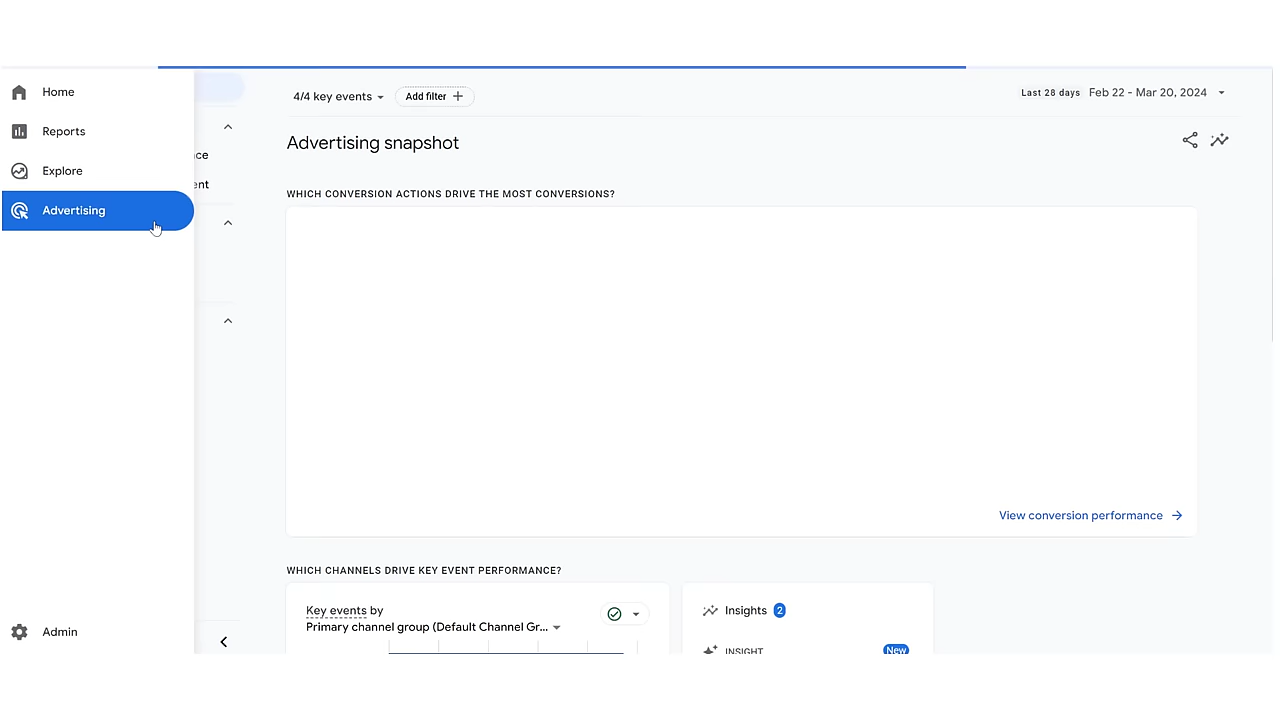 Home
Reports
Explore
Advertising
Admin
ce
ent
4/4 key events
Add filter
Last 28 days Feb 22 - Mar 20, 2024
Advertising snapshot
WHICH CONVERSION ACTIONS DRIVE THE MOST CONVERSIONS?
View conversion performance
WHICH CHANNELS DRIVE KEY EVENT PERFORMANCE?
Key events by
Primary channel group (Default Channel Gr...
Insights 2
INSIGHT New